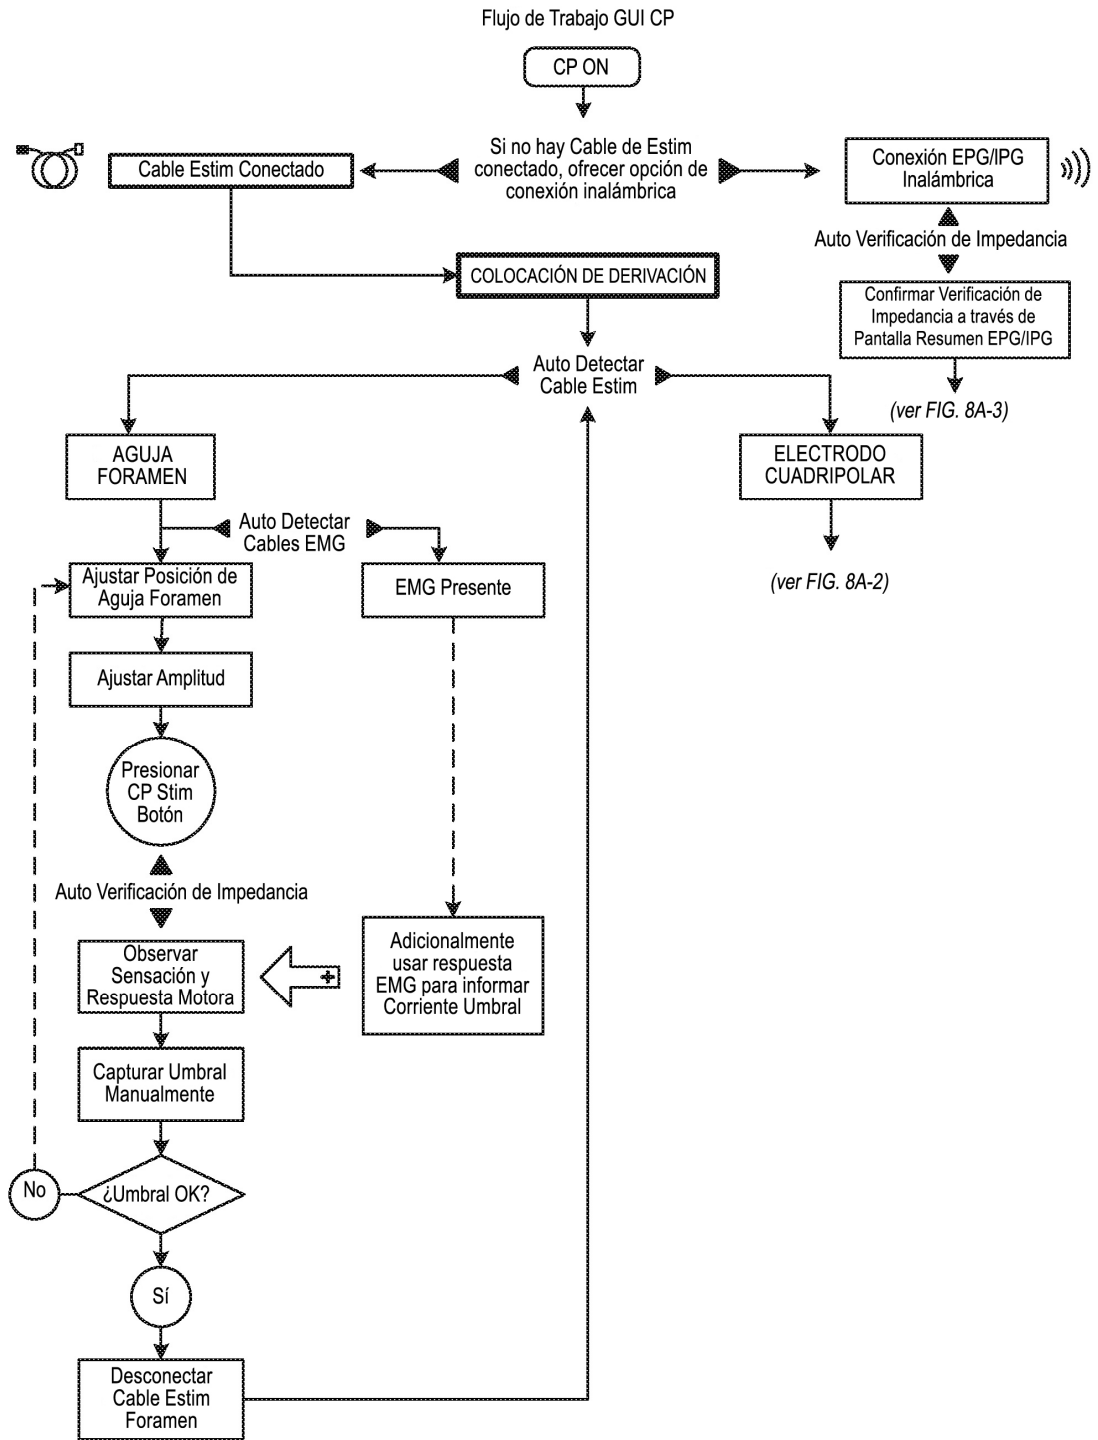 Flujo de Trabajo GUI CP
CP ON
Si no hay Cable de Estim
conectado, ofrecer opción de
conexión inalámbrica
Cable Estim Conectado
Conexión EPG/IPG
Inalámbrica
Auto Verificación de Impedancia
COLOCACIÓN DE DERIVACIÓN
Confirmar Verificación de
Impedancia a través de
Pantalla Resumen EPG/IPG
(ver FIG. 8A-3)
Auto Detectar
Cable Estim
AGUJA
FORAMEN
ELECTRODO
CUADRIPOLAR
(ver FIG. 8A-2)
Auto Detectar
Cables EMG
Ajustar Posición de
Aguja Foramen
EMG Presente
Ajustar Amplitud
Presionar
CP Stim
Botón
Auto Verificación de Impedancia
Observar
Sensación y
Respuesta Motora
+
Adicionalmente
usar respuesta
EMG para informar
Corriente Umbral
Capturar Umbral
Manualmente
No
¿Umbral OK?
Sí
Desconectar
Cable Estim
Foramen